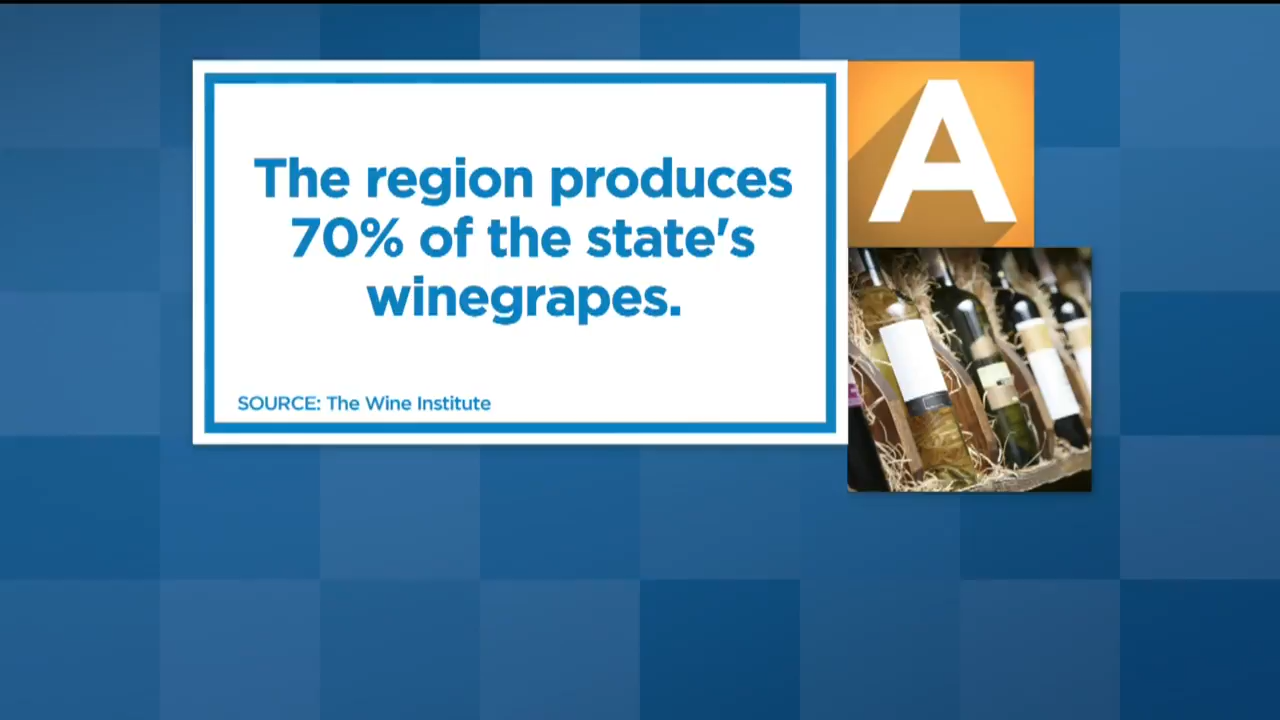 The region produces
70% of the state's
winegrapes.
SOURCE: The Wine Institute
A